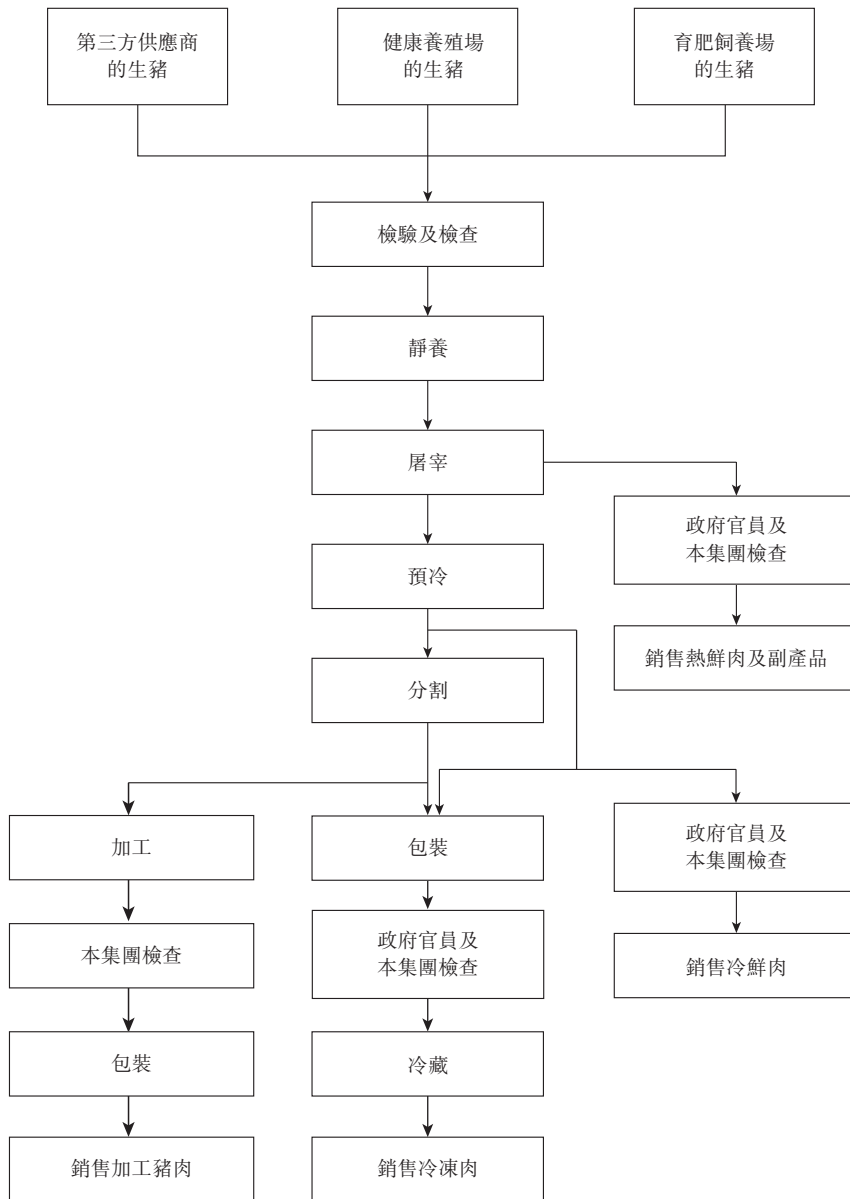 第三方供應商
的生豬
健康養殖場
的生豬
育肥飼養場
的生豬
檢驗及檢查
靜養
屠宰
政府官員及
本集團檢查
預冷
銷售熱鮮肉及副產品
分割
加工
包裝
政府官員及
本集團檢查
本集團檢查
政府官員及
本集團檢查
銷售冷鮮肉
包裝
冷藏
銷售加工豬肉
銷售冷凍肉